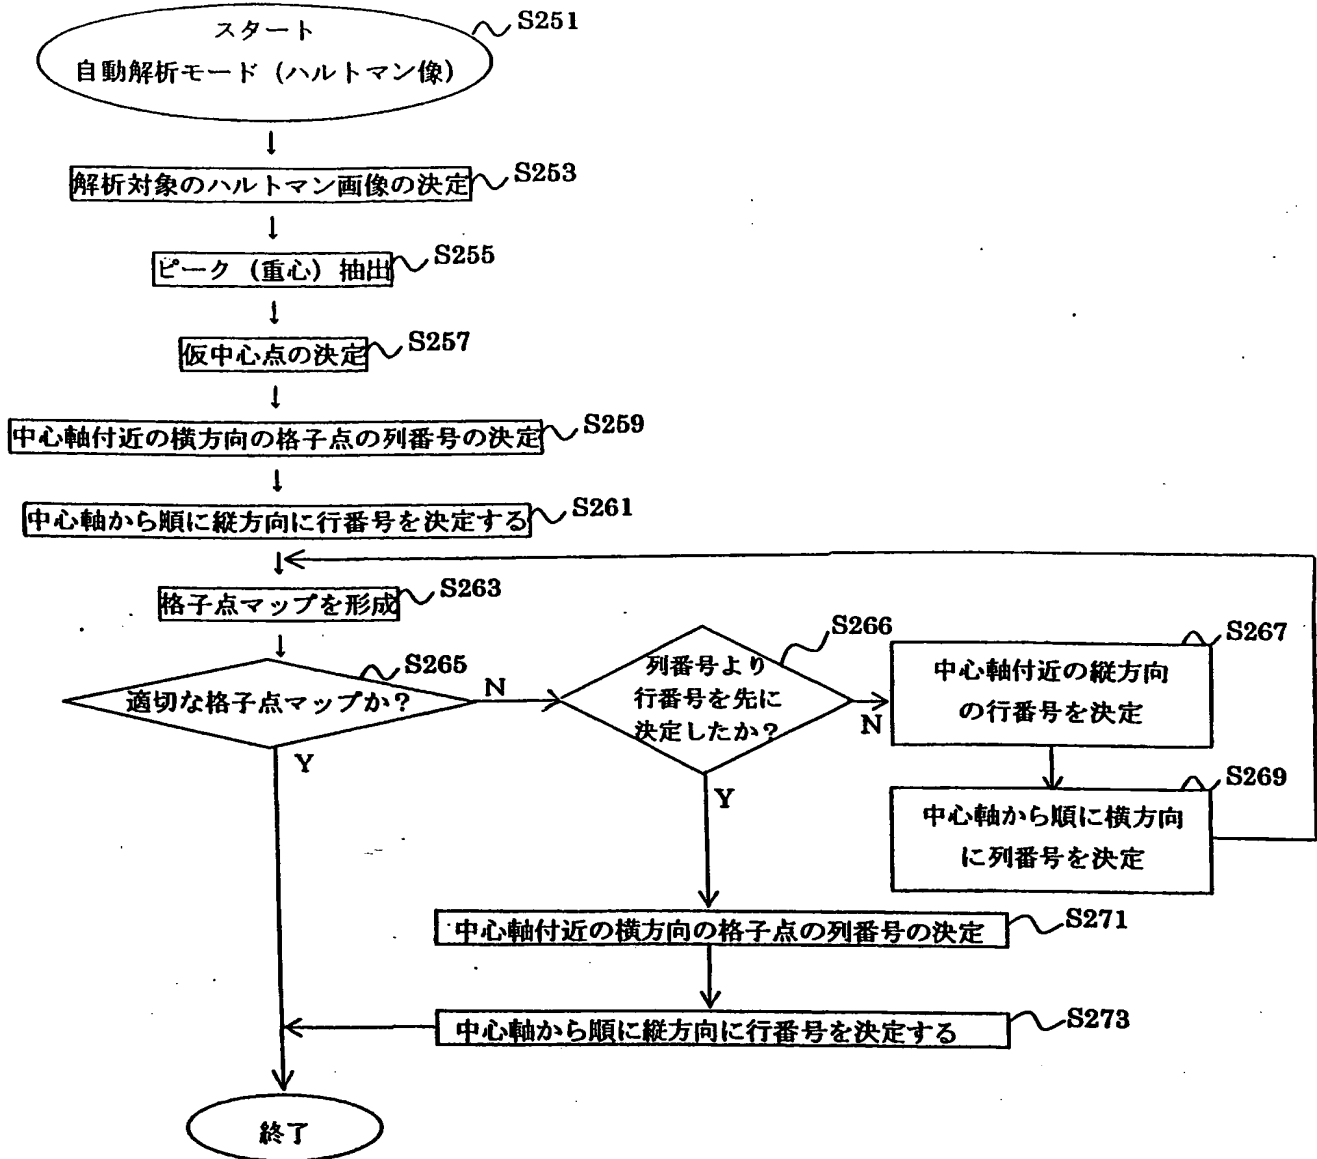 スタート
自動解析モード（ハルトマン像）
S251
解析対象のハルトマン画像の決定
S253
ピーク（重心）抽出
S255
仮中心点の決定
S257
中心軸付近の横方向の格子点の列番号の決定
S259
中心軸から順に縦方向に行番号を決定する
S261
格子点マップを形成
S263
適切な格子点マップか？
S265
N
Y
列番号より
行番号を先に
決定したか？
S266
N
Y
中心軸付近の縦方向
の行番号を決定
S267
中心軸から順に横方向
に列番号を決定
S269
中心軸付近の横方向の格子点の列番号の決定
S271
中心軸から順に縦方向に行番号を決定する
S273
終了